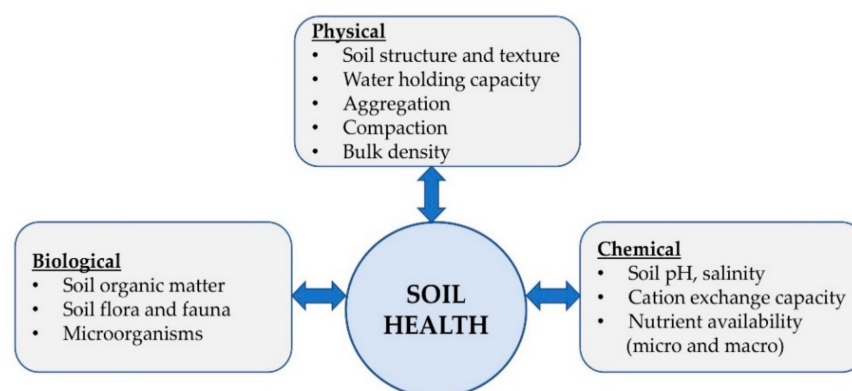 Physical
• Soil structure and texture
• Water holding capacity
• Aggregation
• Compaction
• Bulk density
Biological
• Soil organic matter
• Soil flora and fauna
• Microorganisms
SOIL
HEALTH
Chemical
• Soil pH, salinity
• Cation exchange capacity
• Nutrient availability
(micro and macro)